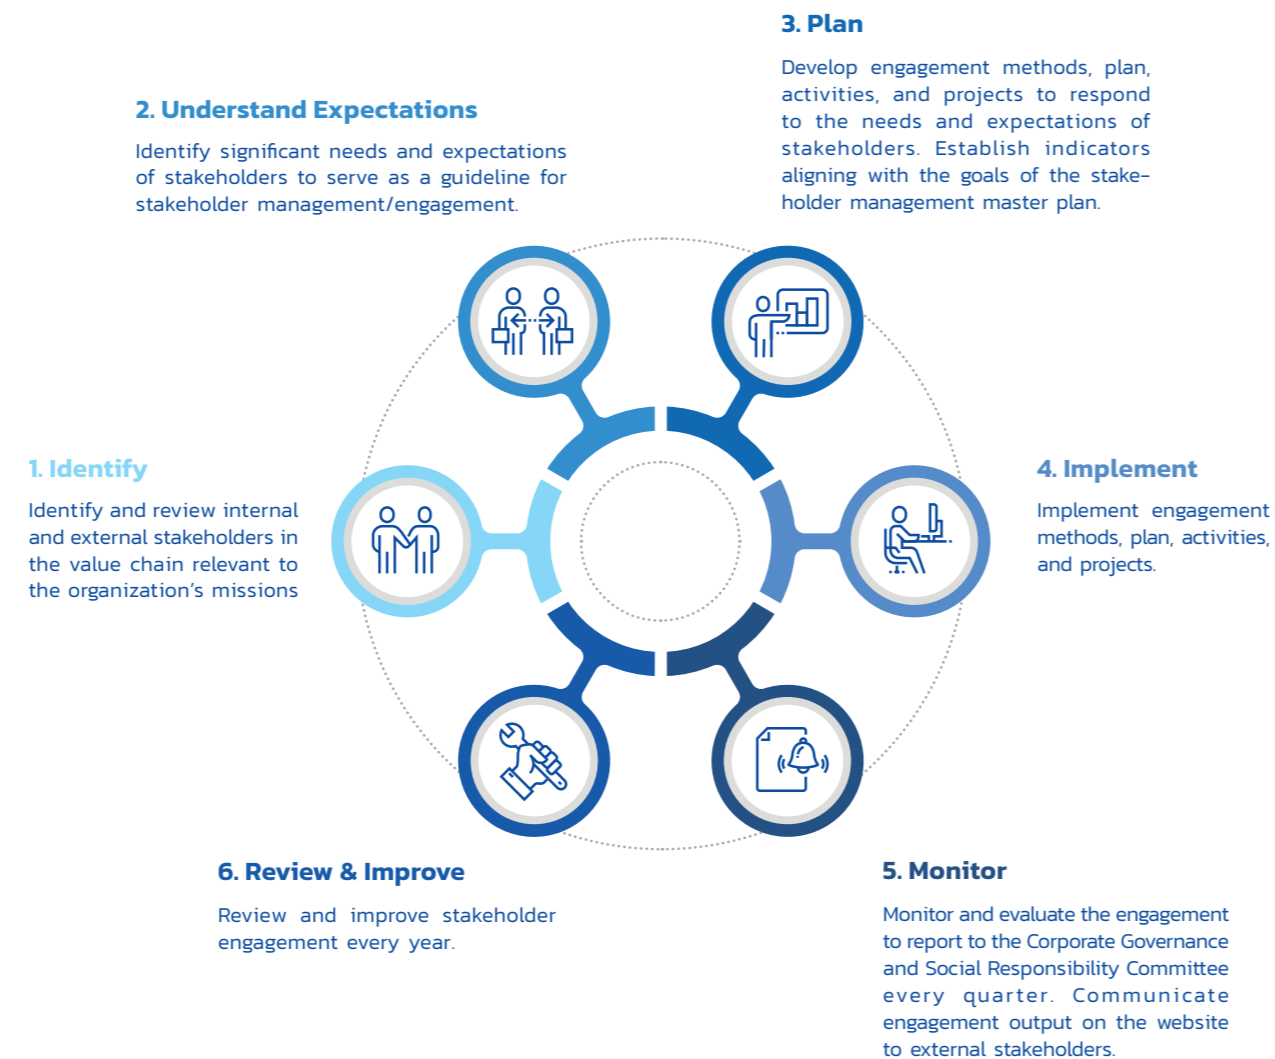 1. Identify
Identify and review internal
and external stakeholders in
the value chain relevant to
the organization’s missions
2. Understand Expectations
Identify significant needs and expectations
of stakeholders to serve as a guideline for
stakeholder management/engagement.
3. Plan
Develop engagement methods, plan,
activities, and projects to respond
to the needs and expectations of
stakeholders. Establish indicators
aligning with the goals of the stake-
holder management master plan.
4. Implement
Implement engagement
methods, plan, activities,
and projects.
5. Monitor
Monitor and evaluate the engagement
to report to the Corporate Governance
and Social Responsibility Committee
every quarter. Communicate
engagement output on the website
to external stakeholders.
6. Review & Improve
Review and improve stakeholder
engagement every year.